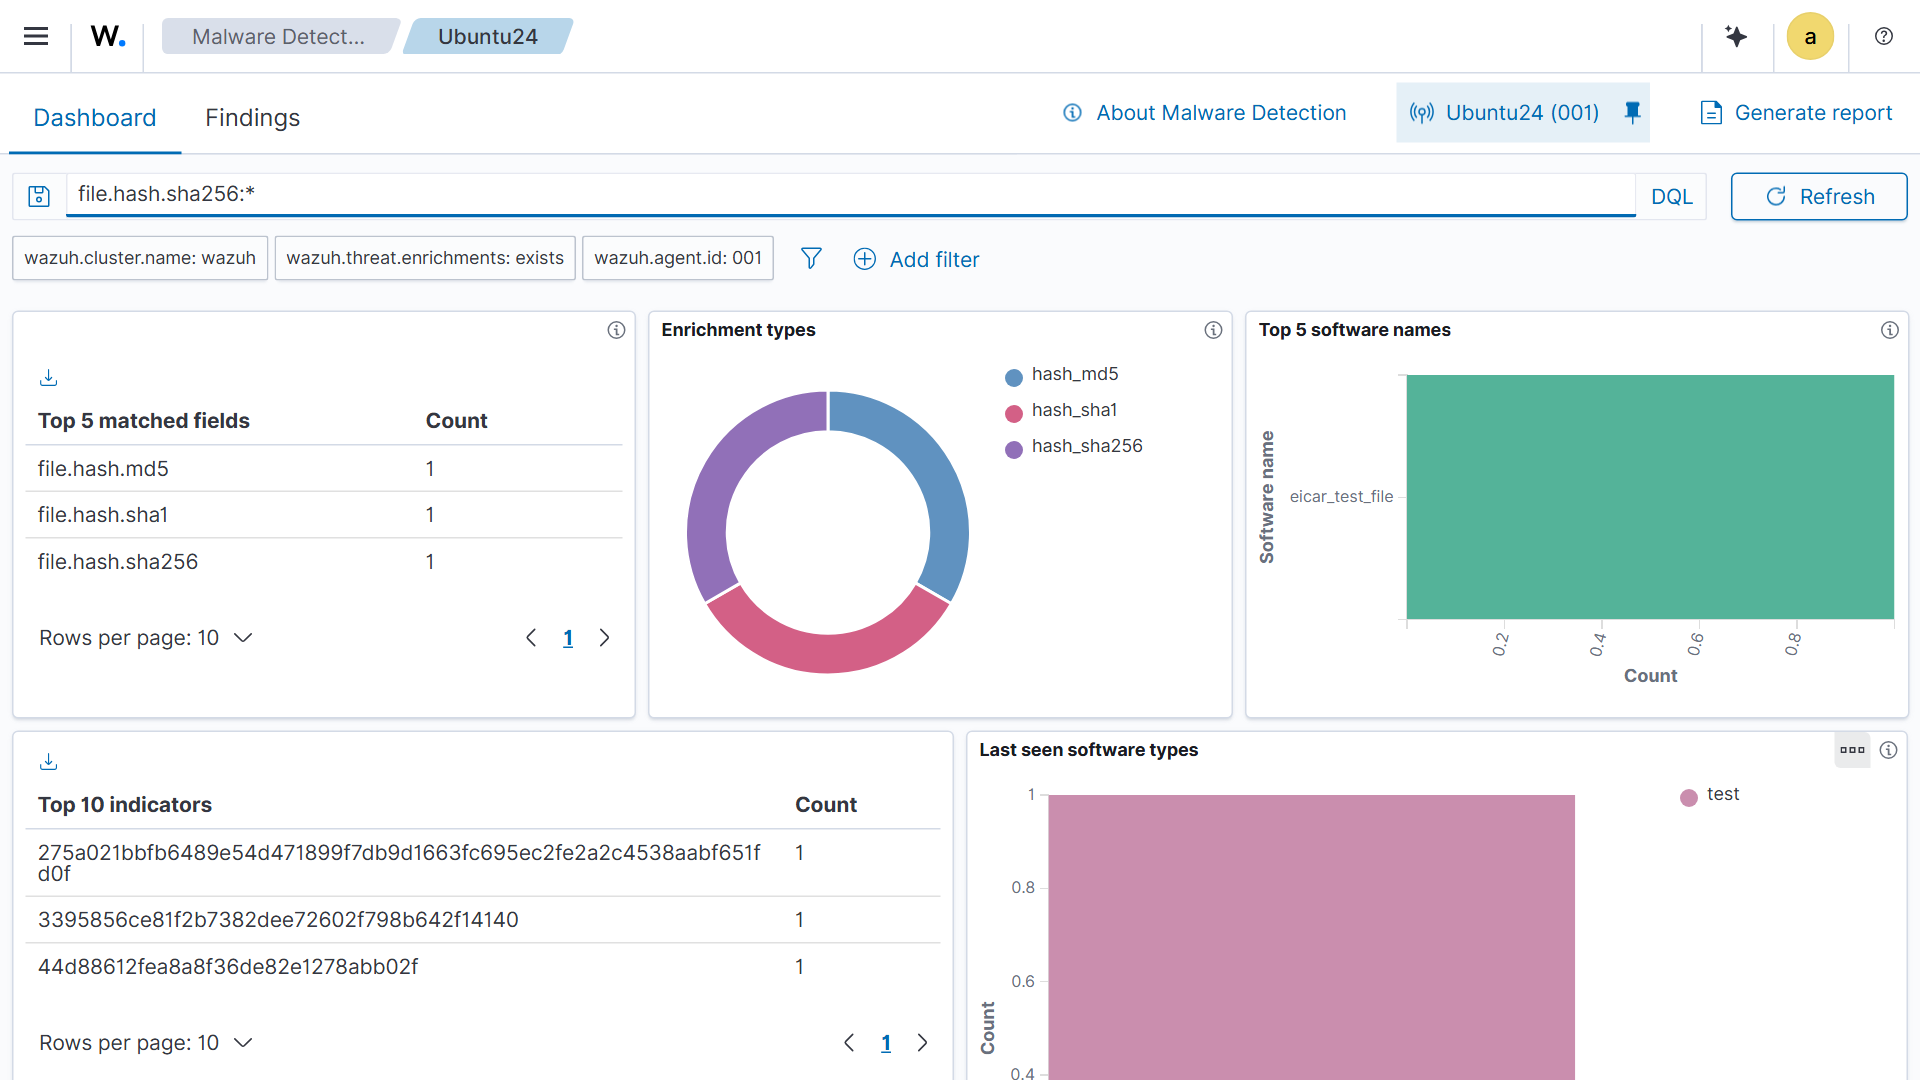 W.
Malware Detect...
Ubuntu24
a
Dashboard
Findings
About Malware Detection
Ubuntu24 (001)
Generate report
file.hash.sha256:*
DQL
Refresh
wazuh.cluster.name: wazuh
wazuh.threat.enrichments: exists
wazuh.agent.id: 001
Add filter
Top 5 matched fields Count
file.hash.md5 1
file.hash.sha1 1
file.hash.sha256 1
Rows per page: 10
1
Enrichment types
hash_md5
hash_sha1
hash_sha256
Top 5 software names
Software name
eicar_test_file
0.2 0.4 0.6 0.8
Count
Top 10 indicators Count
275a021bbfb6489e54d471899f7db9d1663fc695ec2fe2a2c4538aabf651f 1
d0f
3395856ce81f2b7382dee72602f798b642f14140 1
44d88612fea8a8f36de82e1278abb02f 1
Rows per page: 10
1
Last seen software types
test
1
0.8
0.6
0.4
Count